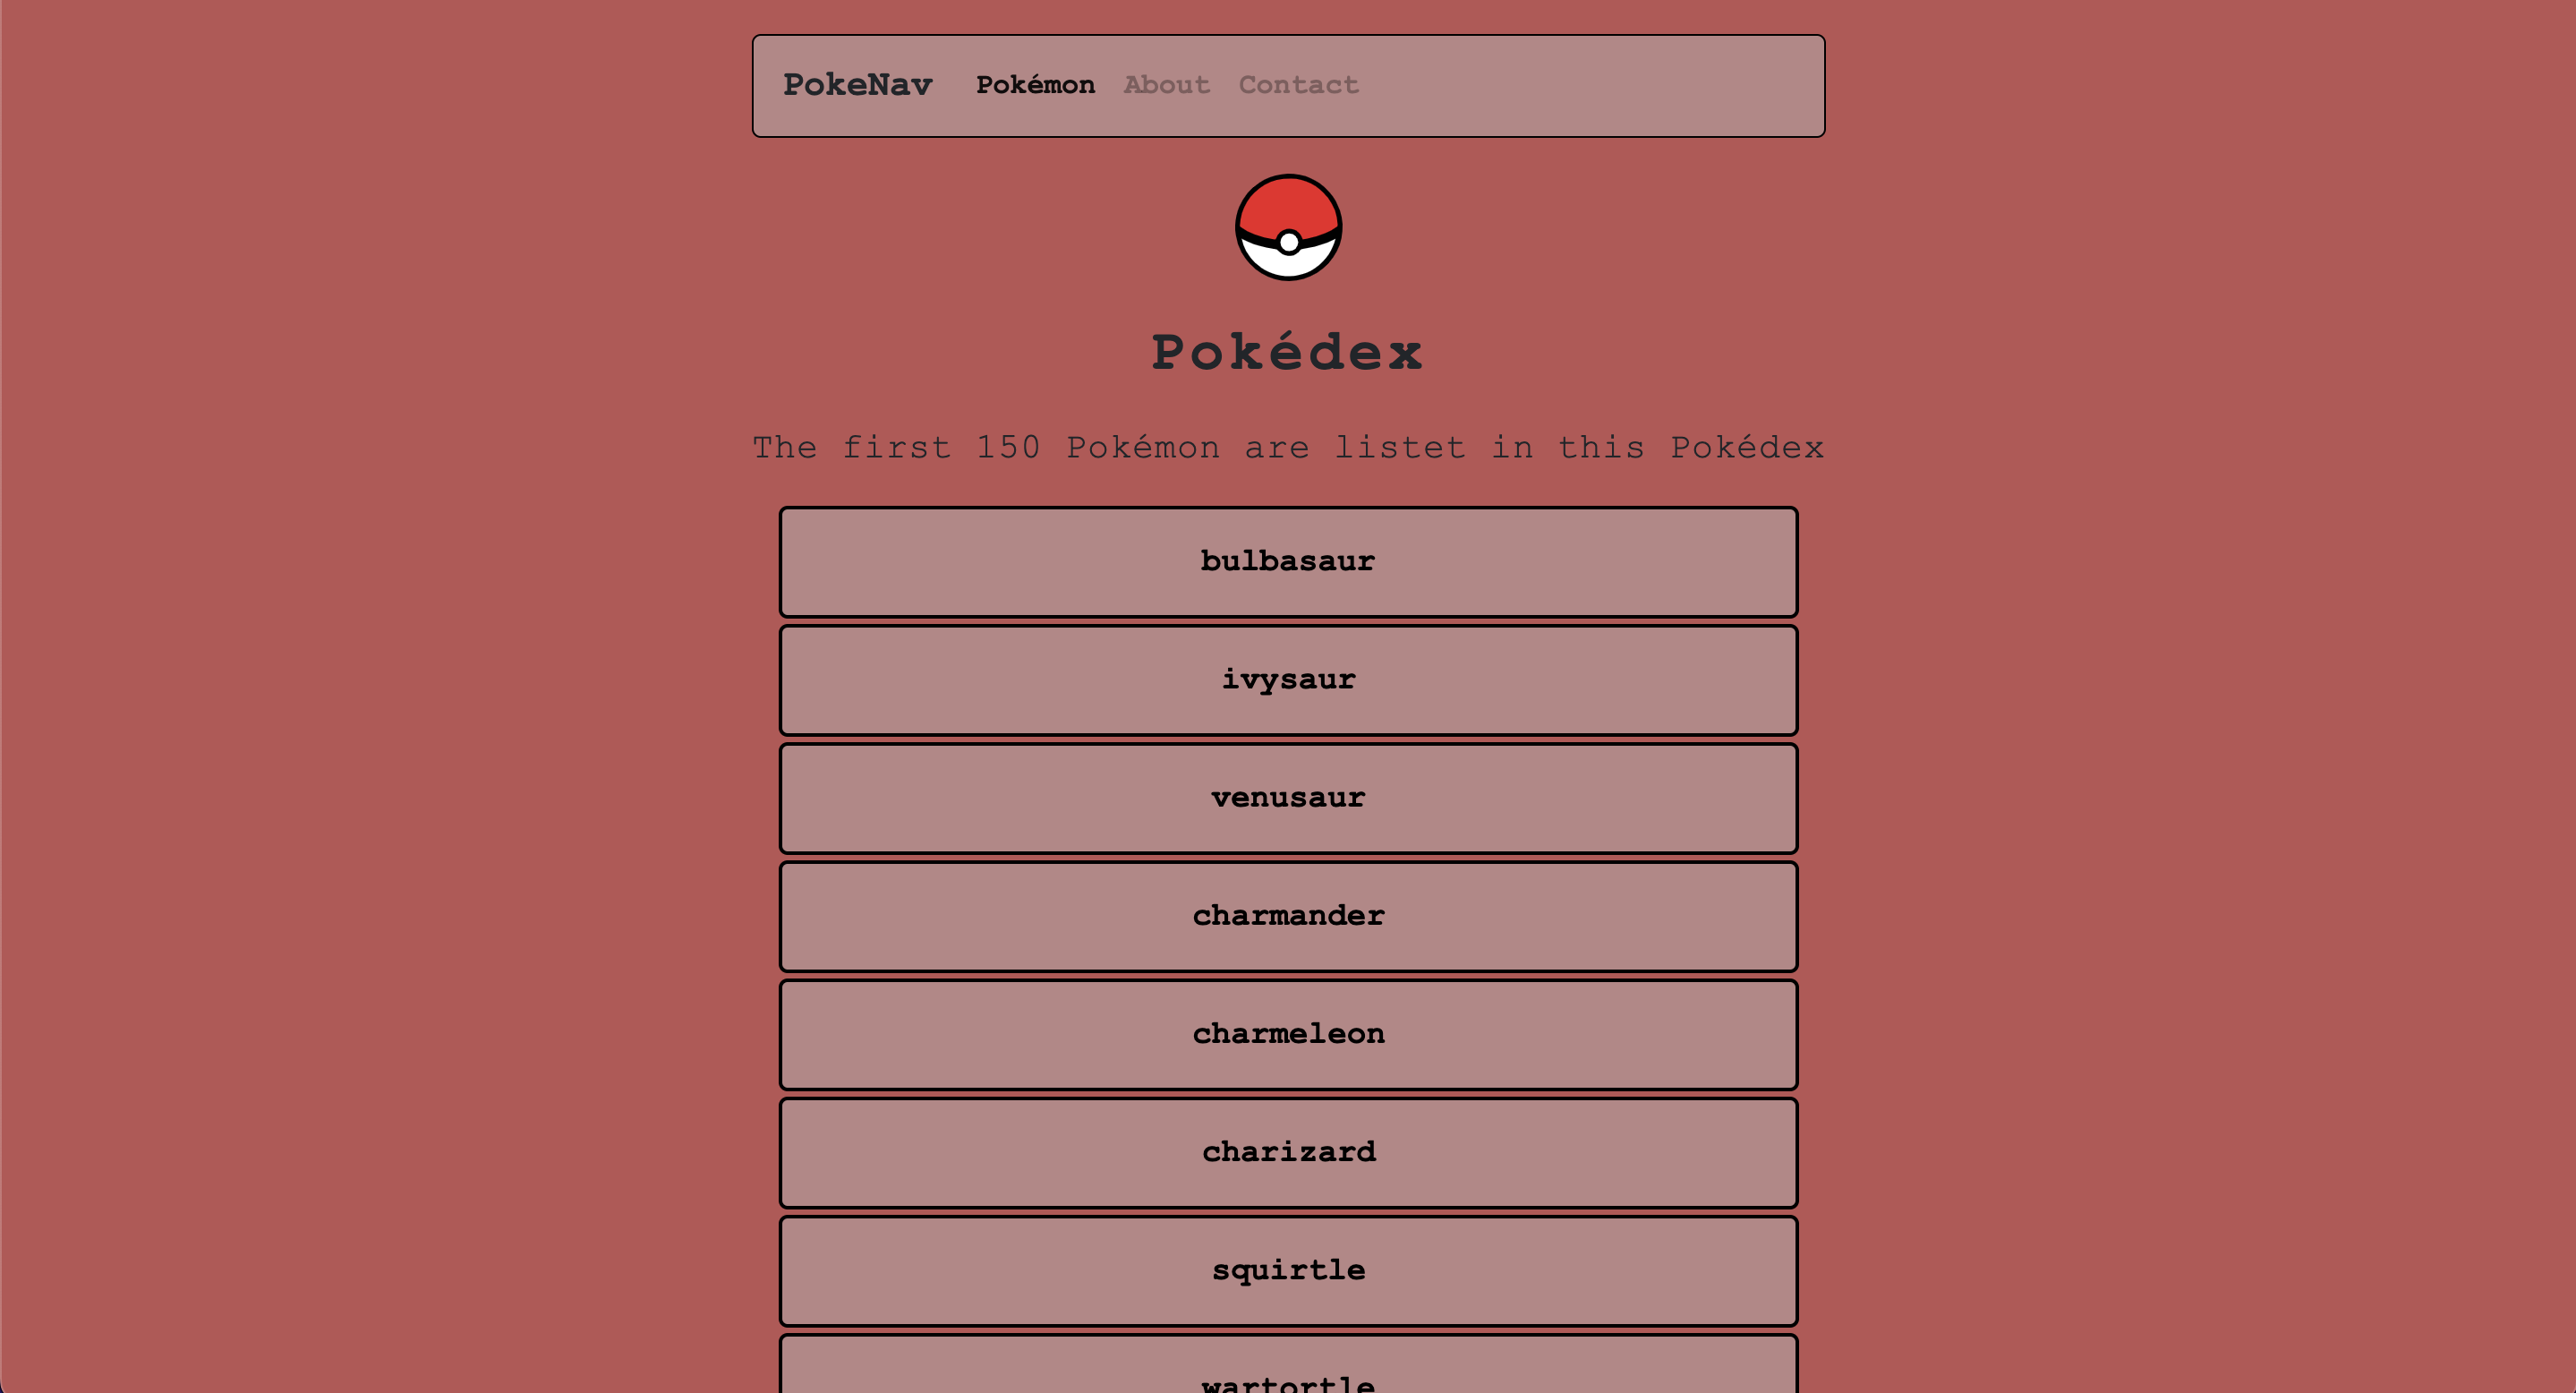 PokeNav Pokémon About Contact
Pokédex
The first 150 Pokémon are listet in this Pokédex
bulbasaur
ivysaur
venusaur
charmander
charmeleon
charizard
squirtle
wartortle